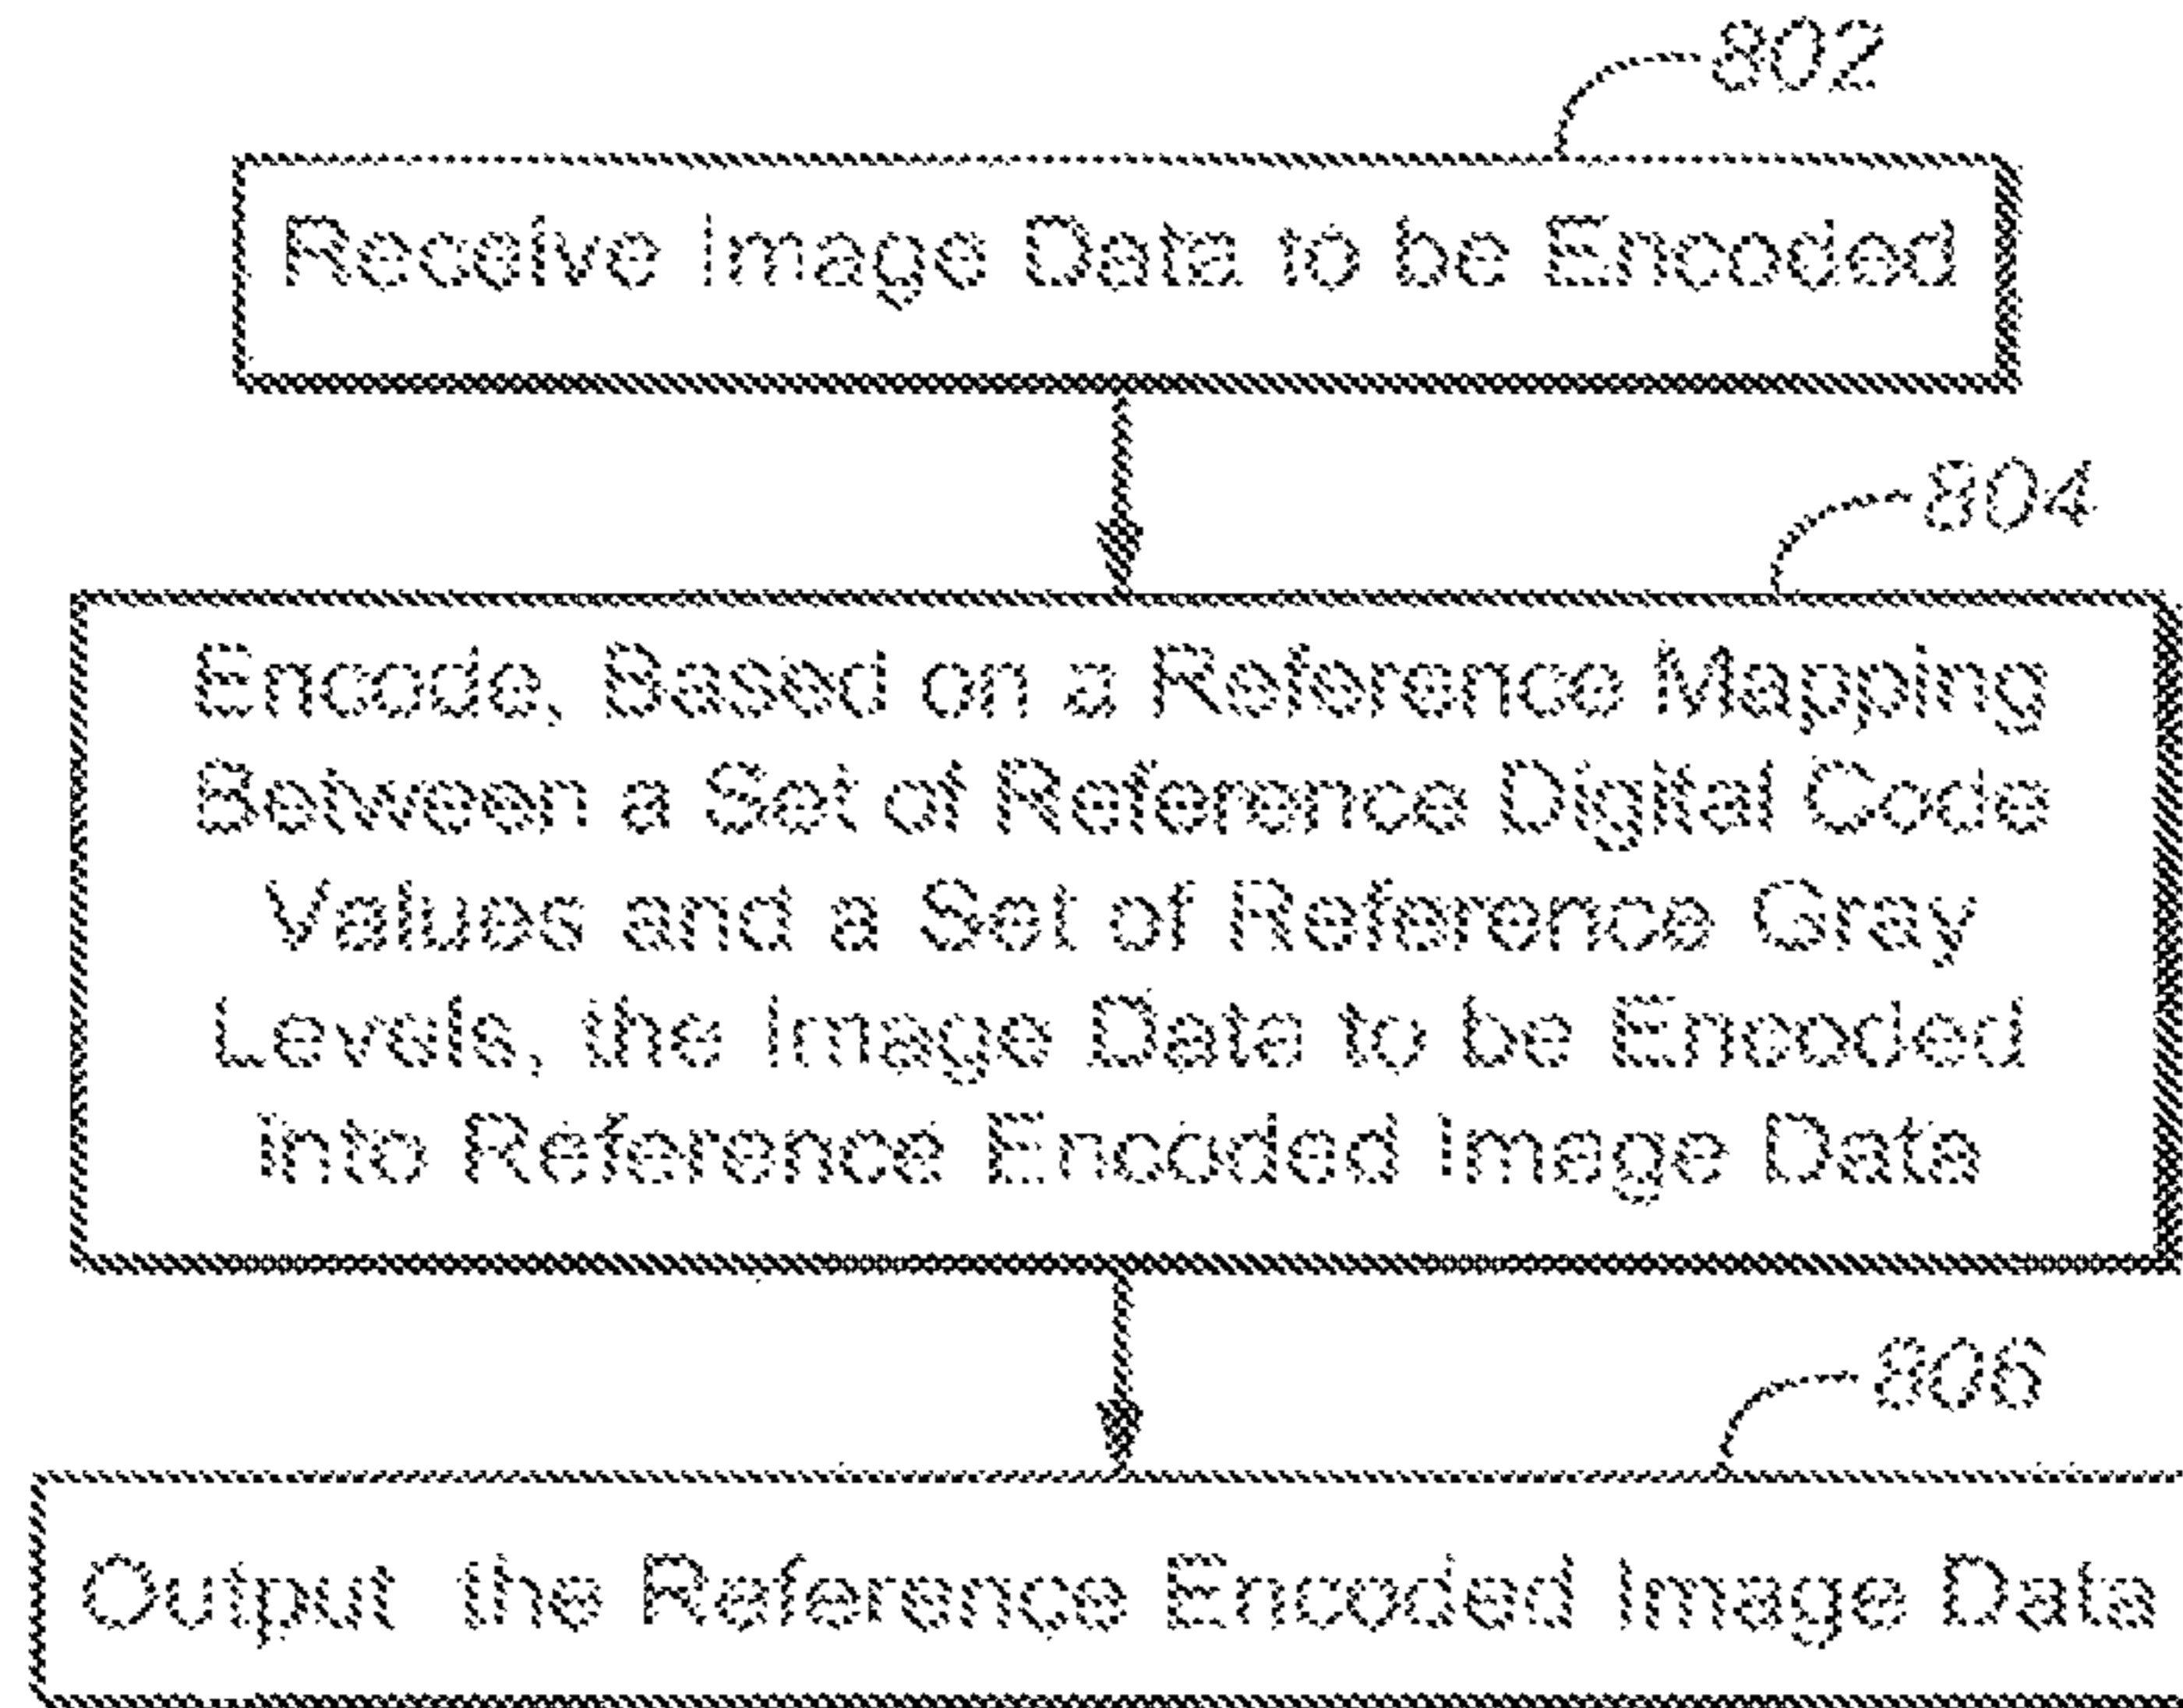 802
Receive Image Data to be Encoded
804
Encode, Based on a Reference Mapping
Between a Set of Reference Digital Code
Values and a Set of Reference Gray
Levels, the Image Data to be Encoded
into Reference Encoded Image Data
806
Output the Reference Encoded Image Data